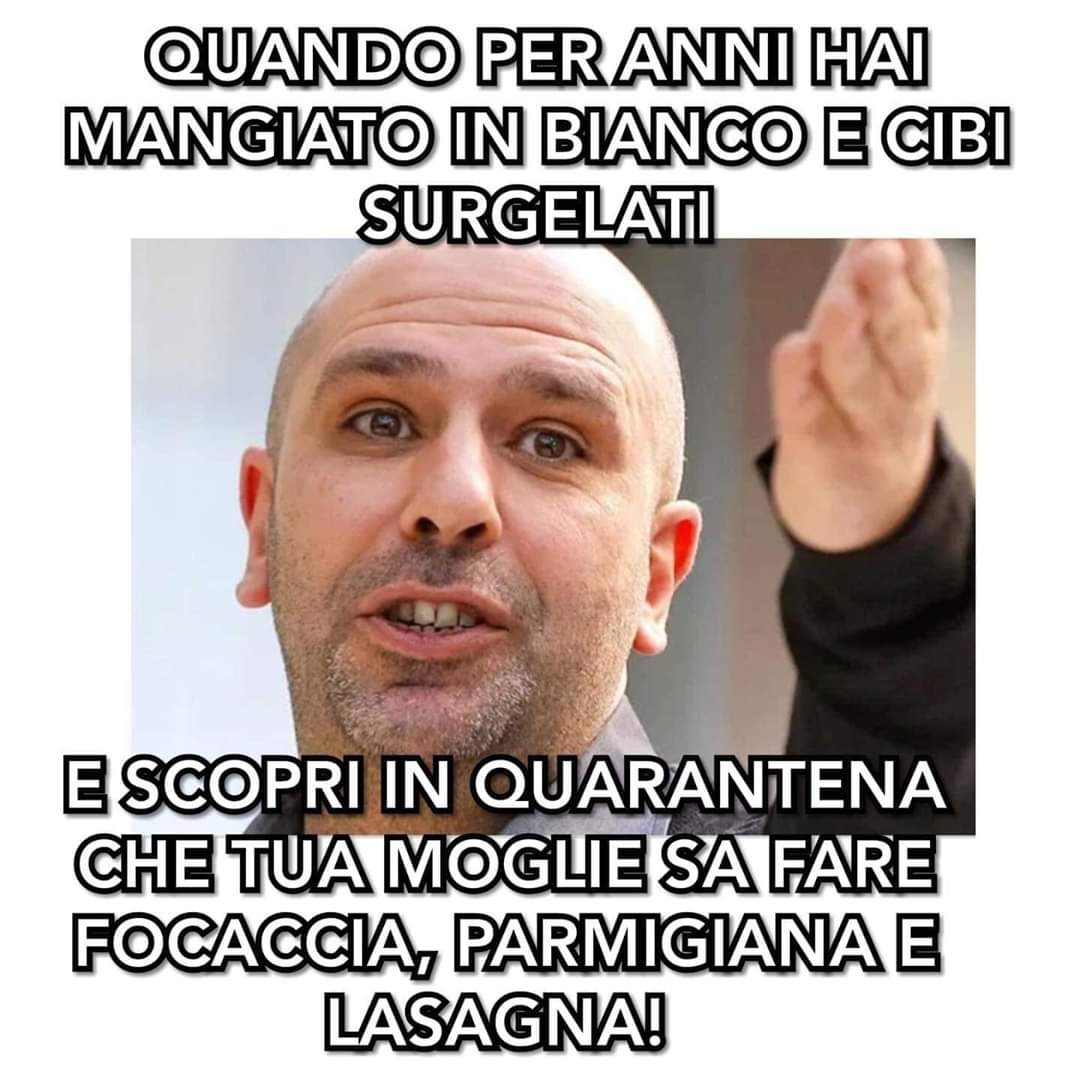 QUANDO PER ANNI HAI
MANGIATO IN BIANCO E CIBI
SURGELATI
E SCOPRI IN QUARANTENA
CHE TUA MOGLIE SA FARE
FOCACCIA, PARMIGIANA E
LASAGNA!